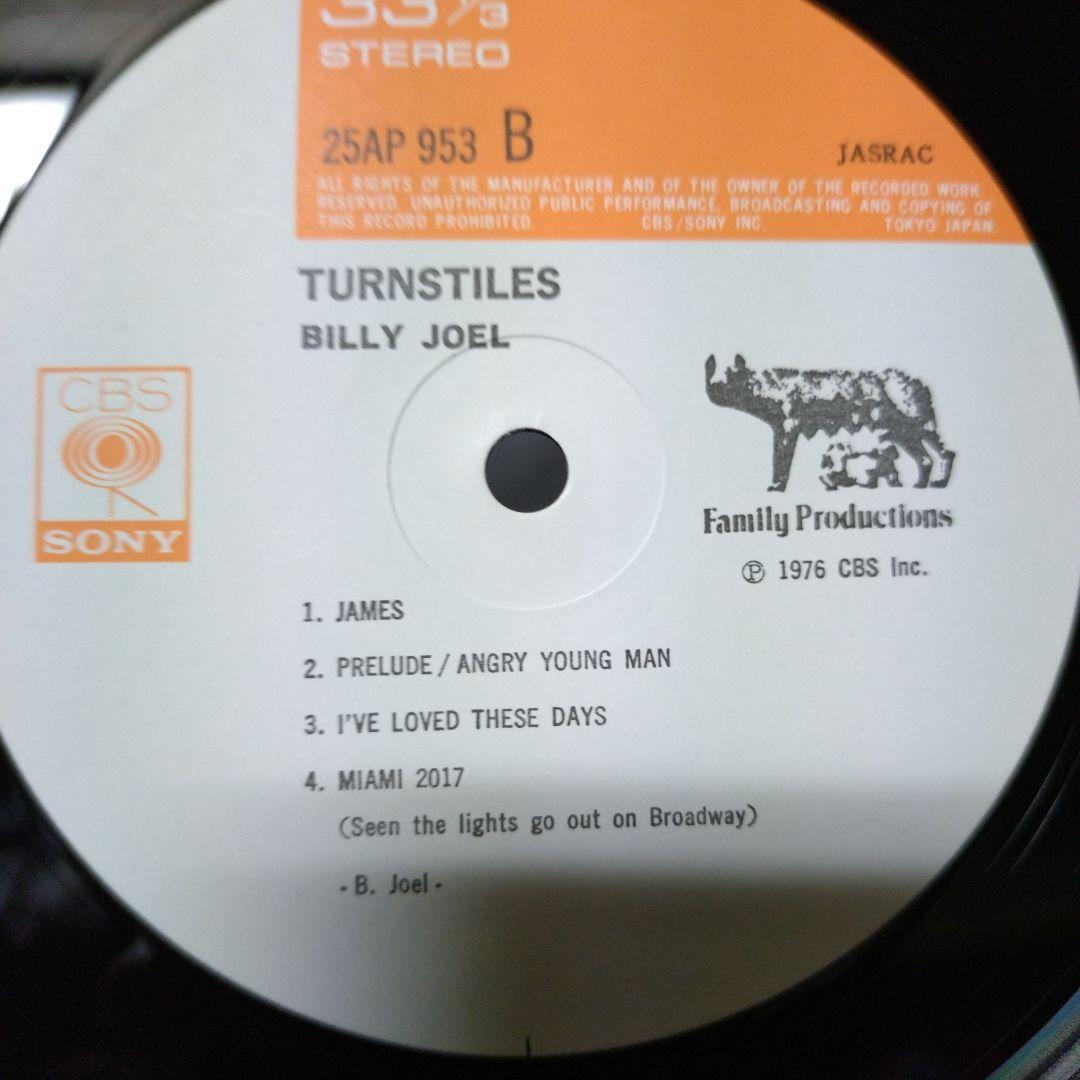 33 1/3
STEREO
25AP 953 B
JASRAC
ALL RIGHTS OF THE MANUFACTURER AND OF THE OWNER OF THE RECORDED WORK
RESERVED. UNAUTHORIZED PUBLIC PERFORMANCE, BROADCASTING AND COPYING OF
THIS RECORD PROHIBITED. CBS/SONY INC. TOKYO JAPAN.
TURNSTILES
BILLY JOEL
CBS
SONY
Family Productions
Ⓟ 1976 CBS Inc.
1. JAMES
2. PRELUDE/ANGRY YOUNG MAN
3. I'VE LOVED THESE DAYS
4. MIAMI 2017
(Seen the lights go out on Broadway)
-B. Joel-